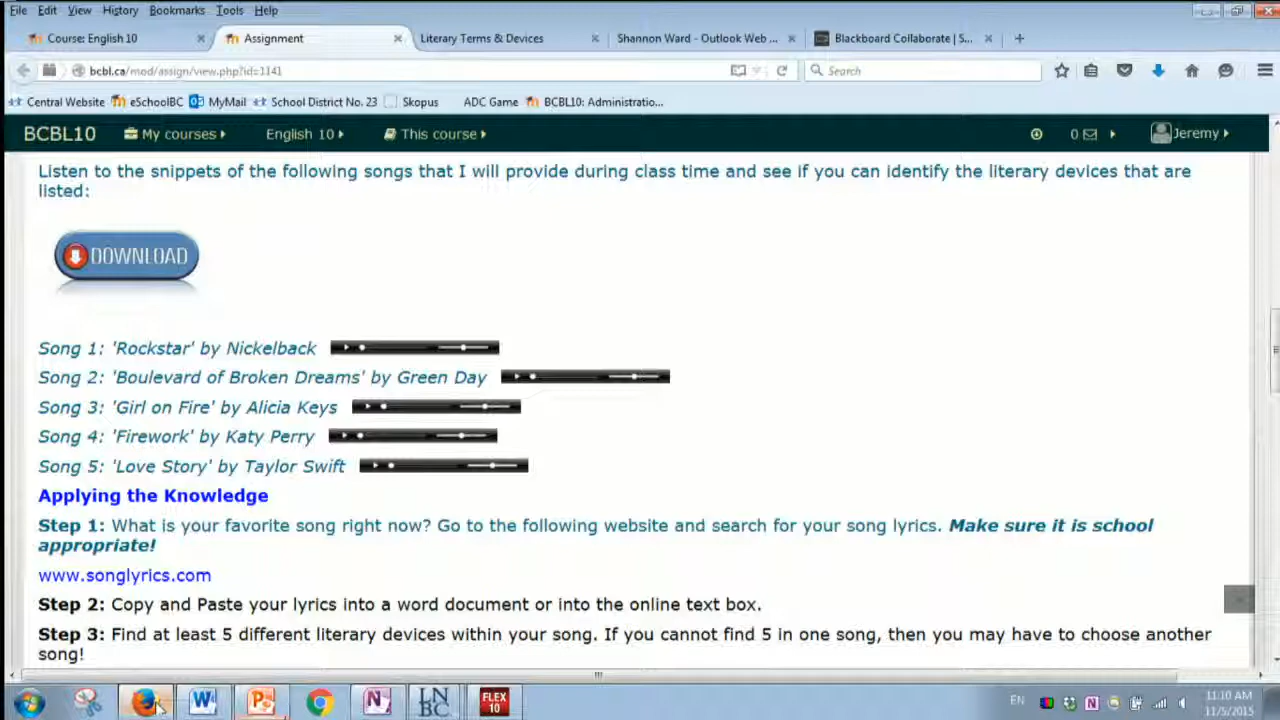 File Edit View History Bookmarks Tools Help
Course: English 10 Assignment Literary Terms & Devices Shannon Ward - Outlook Web ... Blackboard Collaborate | S...
bcbl.ca/mod/assign/view.php?id=1141 Search
Central Website eSchoolBC MyMail School District No. 23 Skopus ADC Game BCBL10: Administratio...
BCBL10 My courses English 10 This course 0 Jeremy
Listen to the snippets of the following songs that I will provide during class time and see if you can identify the literary devices that are
listed:
DOWNLOAD
Song 1: 'Rockstar' by Nickelback
Song 2: 'Boulevard of Broken Dreams' by Green Day
Song 3: 'Girl on Fire' by Alicia Keys
Song 4: 'Firework' by Katy Perry
Song 5: 'Love Story' by Taylor Swift
Applying the Knowledge
Step 1: What is your favorite song right now? Go to the following website and search for your song lyrics. Make sure it is school
appropriate!
www.songlyrics.com
Step 2: Copy and Paste your lyrics into a word document or into the online text box.
Step 3: Find at least 5 different literary devices within your song. If you cannot find 5 in one song, then you may have to choose another
song!
LN BC FLEX 10 EN 11:10 AM
11/5/2015